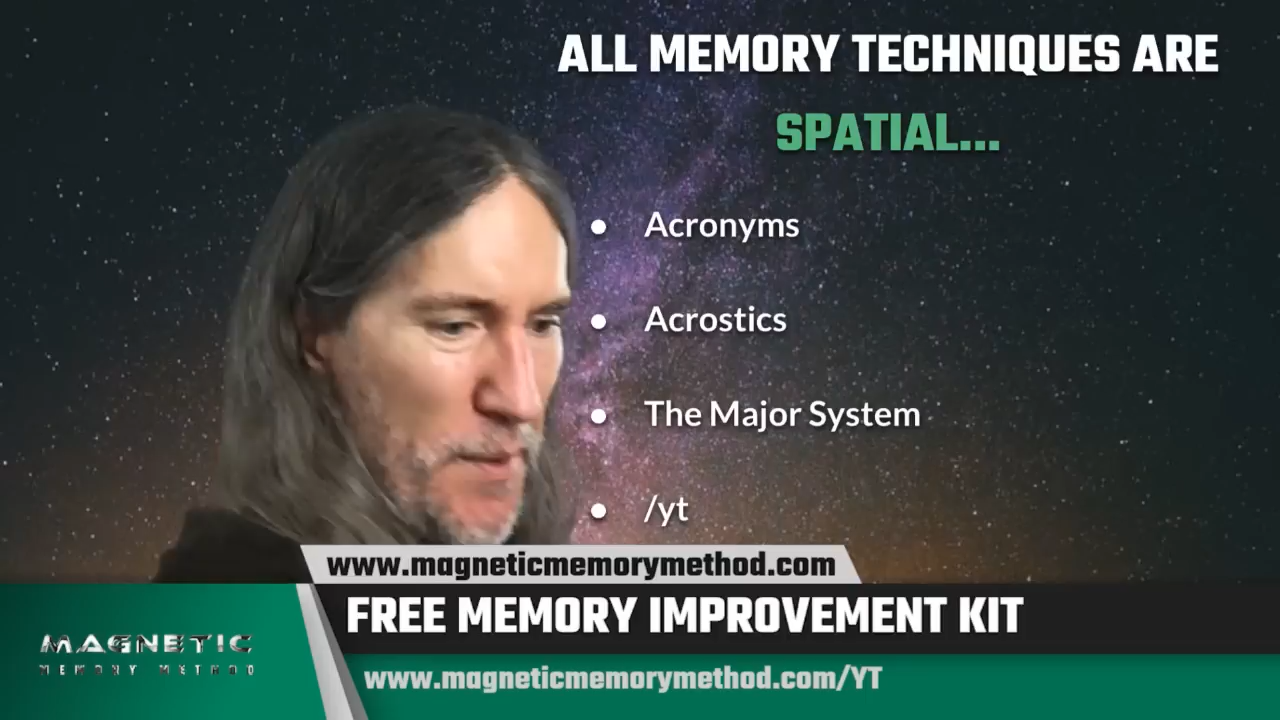 ALL MEMORY TECHNIQUES ARE
SPATIAL...
● Acronyms
● Acrostics
● The Major System
● /yt
www.magneticmemorymethod.com
FREE MEMORY IMPROVEMENT KIT
MAGNETIC
MEMORY METHOD
www.magneticmemorymethod.com/YT